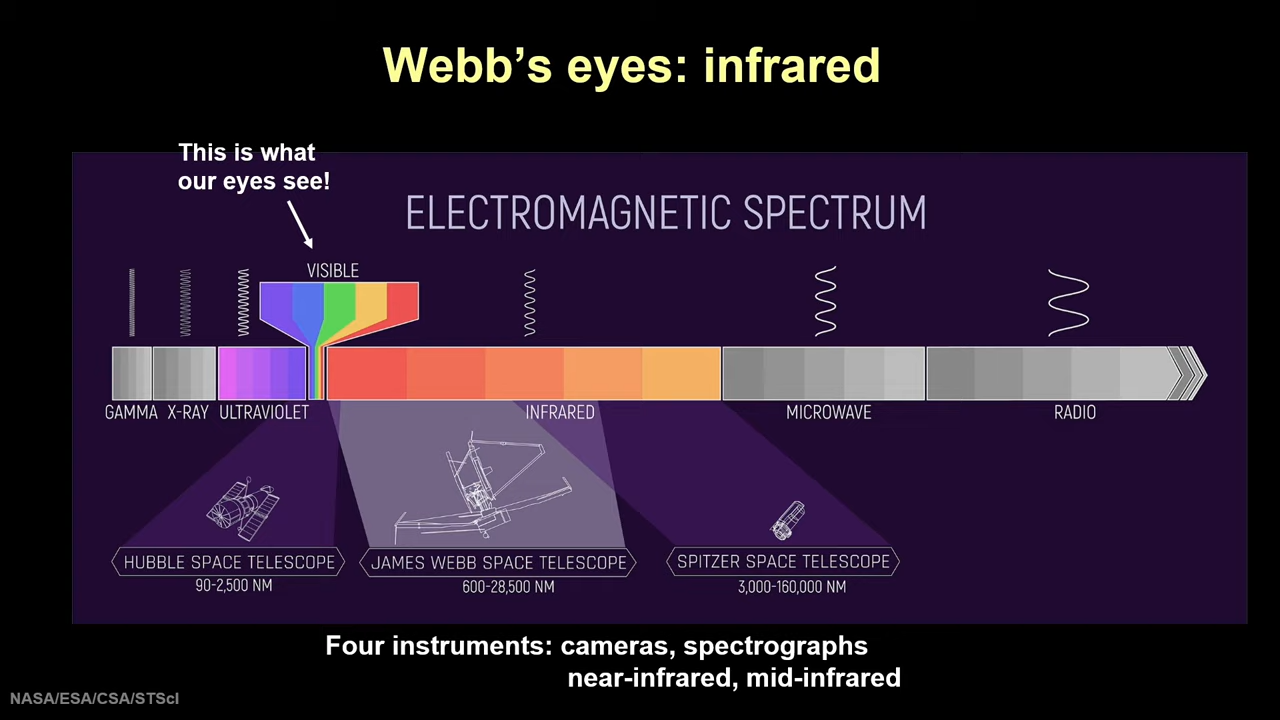 Webb’s eyes: infrared
This is what
our eyes see!
ELECTROMAGNETIC SPECTRUM
VISIBLE
GAMMA X-RAY ULTRAVIOLET INFRARED MICROWAVE RADIO
HUBBLE SPACE TELESCOPE JAMES WEBB SPACE TELESCOPE SPITZER SPACE TELESCOPE
90-2,500 NM 600-28,500 NM 3,000-160,000 NM
Four instruments: cameras, spectrographs
near-infrared, mid-infrared
NASA/ESA/CSA/STScI